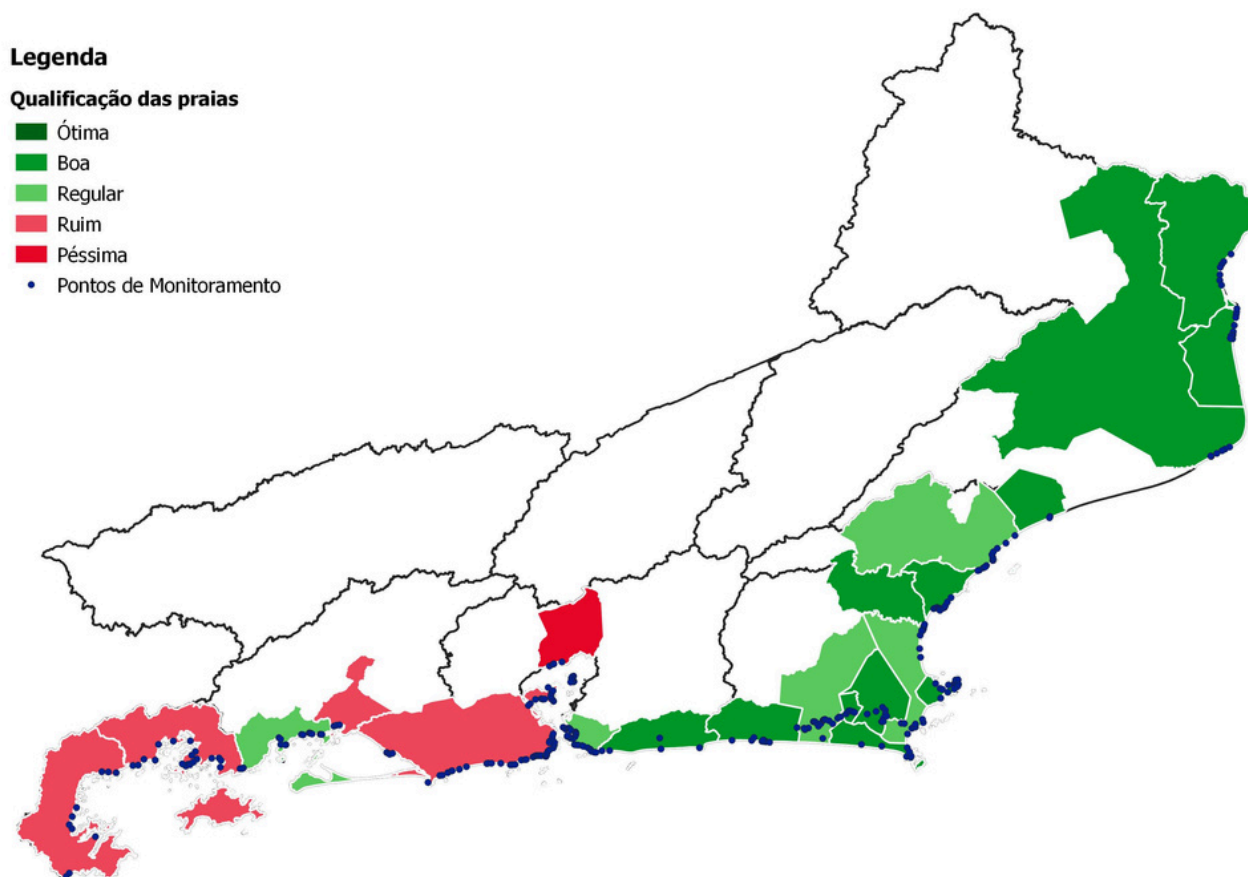 Legenda
Qualificação das praias
Ótima
Boa
Regular
Ruim
Péssima
Pontos de Monitoramento